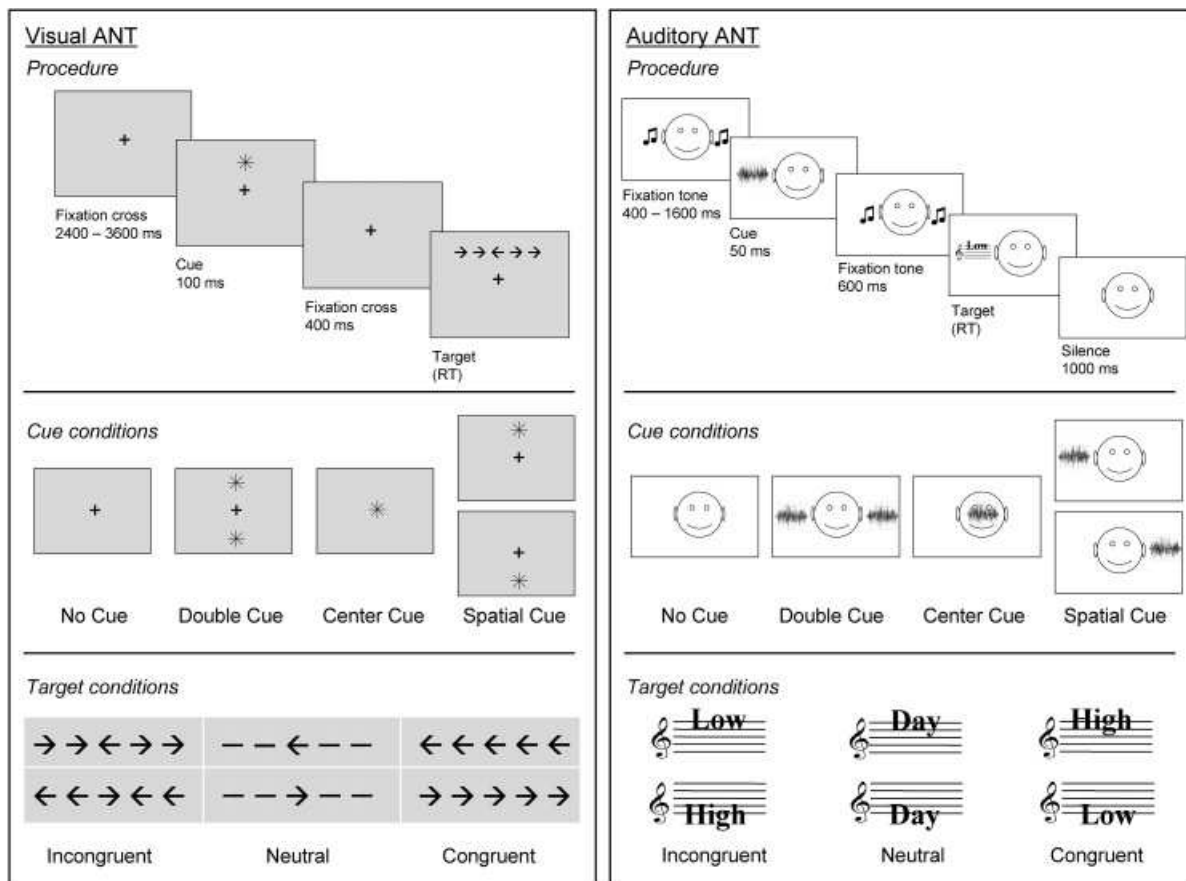 Visual ANT
Procedure
Fixation cross
2400 – 3600 ms
Cue
100 ms
Fixation cross
400 ms
Target
(RT)
Cue conditions
No Cue
Double Cue
Center Cue
Spatial Cue
Target conditions
Incongruent
Neutral
Congruent
Auditory ANT
Procedure
Fixation tone
400 – 1600 ms
Cue
50 ms
Fixation tone
600 ms
Low
Target
(RT)
Silence
1000 ms
Cue conditions
No Cue
Double Cue
Center Cue
Spatial Cue
Target conditions
Low
Day
High
High
Day
Low
Incongruent
Neutral
Congruent